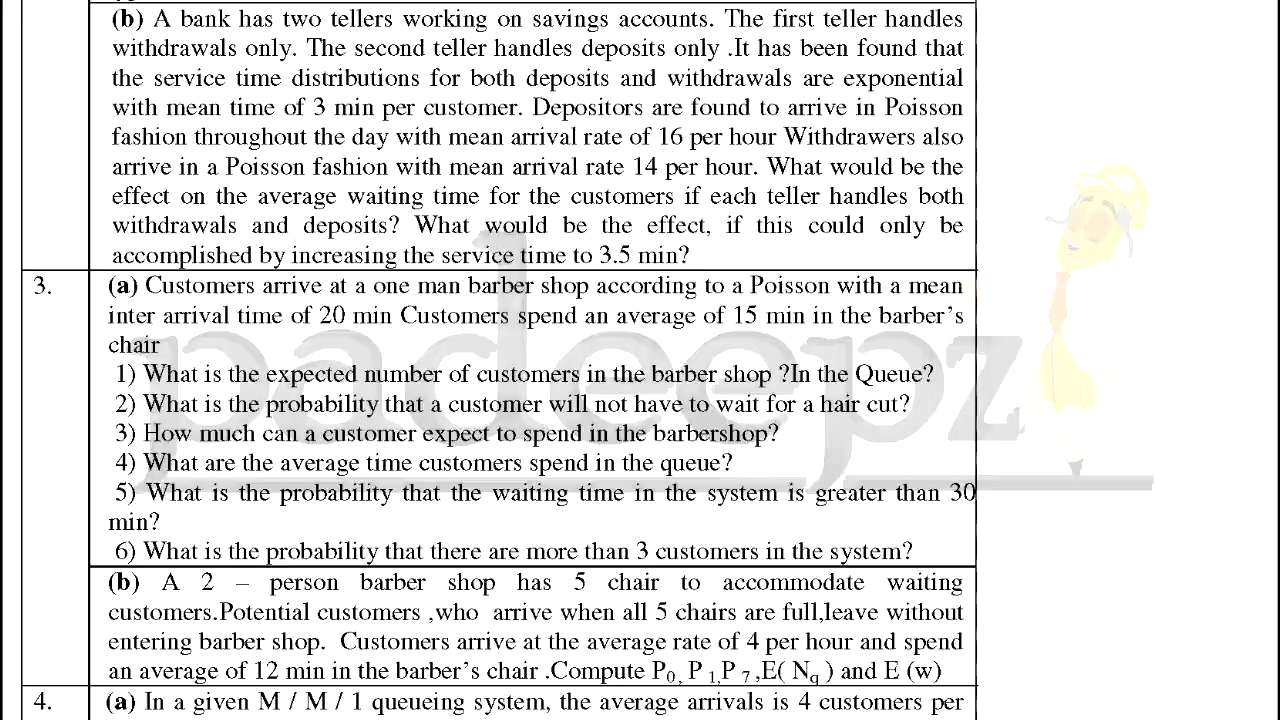 (b) A bank has two tellers working on savings accounts. The first teller handles
withdrawals only. The second teller handles deposits only .It has been found that
the service time distributions for both deposits and withdrawals are exponential
with mean time of 3 min per customer. Depositors are found to arrive in Poisson
fashion throughout the day with mean arrival rate of 16 per hour Withdrawers also
arrive in a Poisson fashion with mean arrival rate 14 per hour. What would be the
effect on the average waiting time for the customers if each teller handles both
withdrawals and deposits? What would be the effect, if this could only be
accomplished by increasing the service time to 3.5 min?
3. (a) Customers arrive at a one man barber shop according to a Poisson with a mean
inter arrival time of 20 min Customers spend an average of 15 min in the barber's
chair
1) What is the expected number of customers in the barber shop ?In the Queue?
2) What is the probability that a customer will not have to wait for a hair cut?
3) How much can a customer expect to spend in the barbershop?
4) What are the average time customers spend in the queue?
5) What is the probability that the waiting time in the system is greater than 30
min?
6) What is the probability that there are more than 3 customers in the system?
(b) A 2 – person barber shop has 5 chair to accommodate waiting
customers.Potential customers ,who arrive when all 5 chairs are full,leave without
entering barber shop. Customers arrive at the average rate of 4 per hour and spend
an average of 12 min in the barber's chair .Compute P0, P 1,P 7 ,E( Nq ) and E (w)
4. (a) In a given M / M / 1 queueing system, the average arrivals is 4 customers per
padeepz